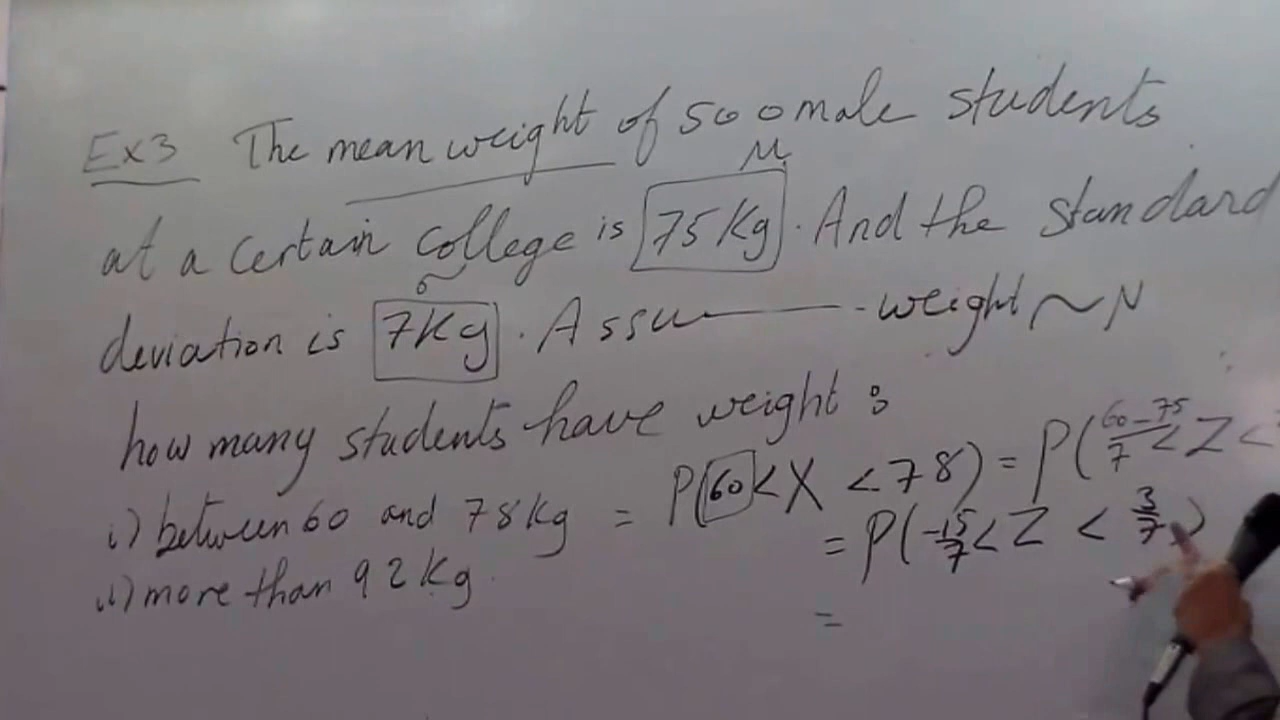 Ex3 The mean weight of 500 male students
μ
at a certain college is 75 Kg. And the standard
σ
deviation is 7Kg. Assu——— weight ~ N
how many students have weight :
i) between 60 and 78 Kg = P(60 < X < 78) = P(60-75/7 < Z <
= P(-15/7 < Z < 3/7)
ii) more than 92 Kg.
=